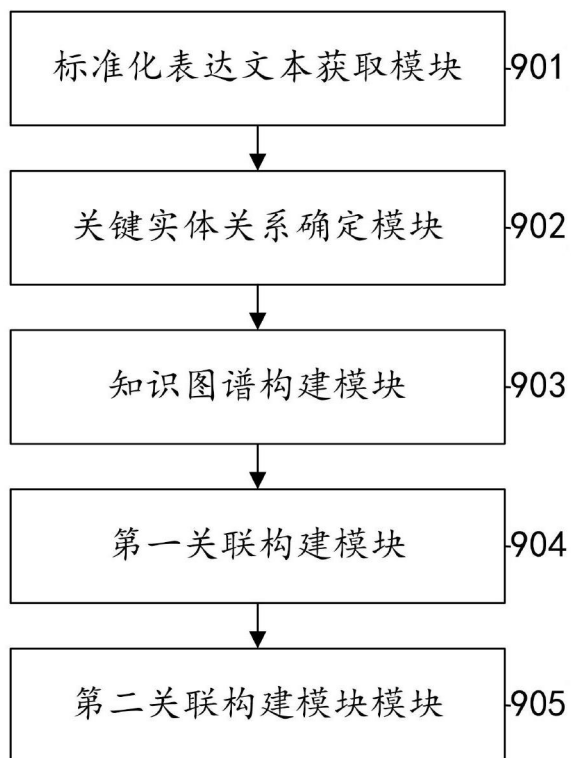 标准化表达文本获取模块 901
关键实体关系确定模块 902
知识图谱构建模块 903
第一关联构建模块 904
第二关联构建模块模块 905